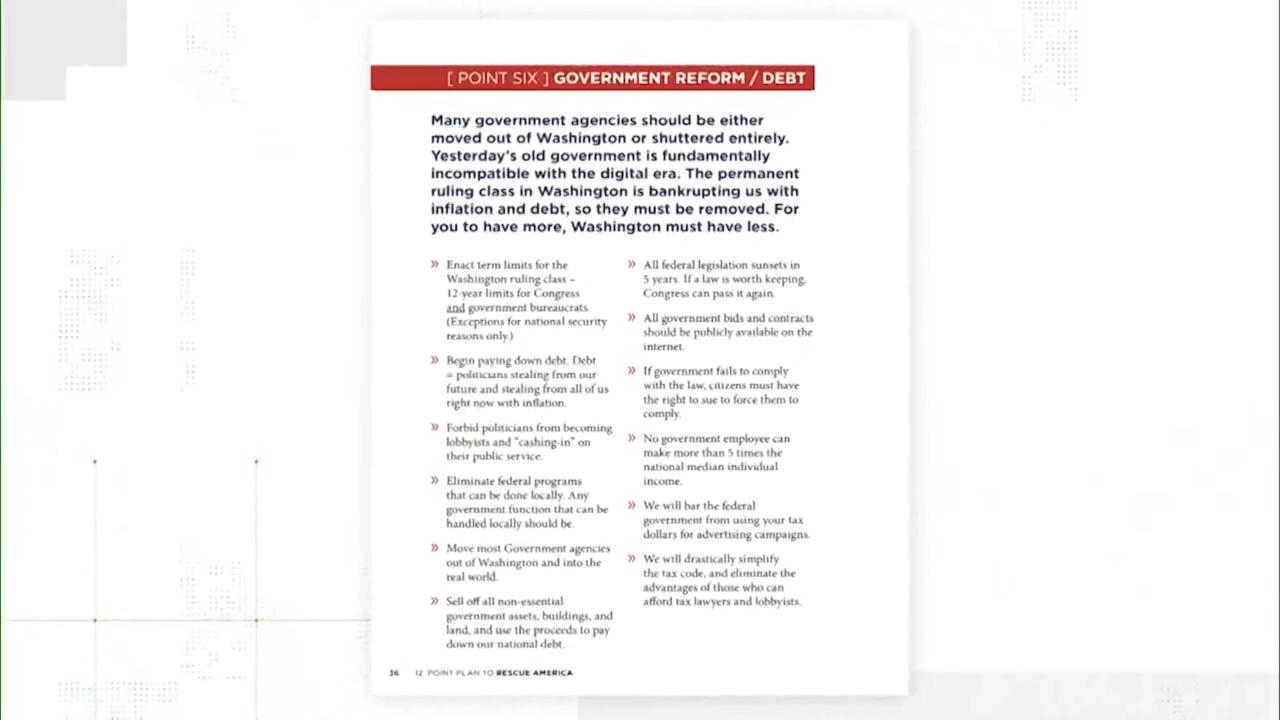 [ POINT SIX ] GOVERNMENT REFORM / DEBT
Many government agencies should be either
moved out of Washington or shuttered entirely.
Yesterday's old government is fundamentally
incompatible with the digital era. The permanent
ruling class in Washington is bankrupting us with
inflation and debt, so they must be removed. For
you to have more, Washington must have less.
» Enact term limits for the
Washington ruling class –
12-year limits for Congress
and government bureaucrats.
(Exceptions for national security
reasons only.)
» Begin paying down debt. Debt
= politicians stealing from our
future and stealing from all of us
right now with inflation.
» Forbid politicians from becoming
lobbyists and "cashing-in" on
their public service.
» Eliminate federal programs
that can be done locally. Any
government function that can be
handled locally should be.
» Move most Government agencies
out of Washington and into the
real world.
» Sell off all non-essential
government assets, buildings, and
land, and use the proceeds to pay
down our national debt.
» All federal legislation sunsets in
5 years. If a law is worth keeping,
Congress can pass it again.
» All government bids and contracts
should be publicly available on the
internet.
» If government fails to comply
with the law, citizens must have
the right to sue to force them to
comply.
» No government employee can
make more than 5 times the
national median individual
income.
» We will bar the federal
government from using your tax
dollars for advertising campaigns.
» We will drastically simplify
the tax code, and eliminate the
advantages of those who can
afford tax lawyers and lobbyists.
36 12 POINT PLAN TO RESCUE AMERICA